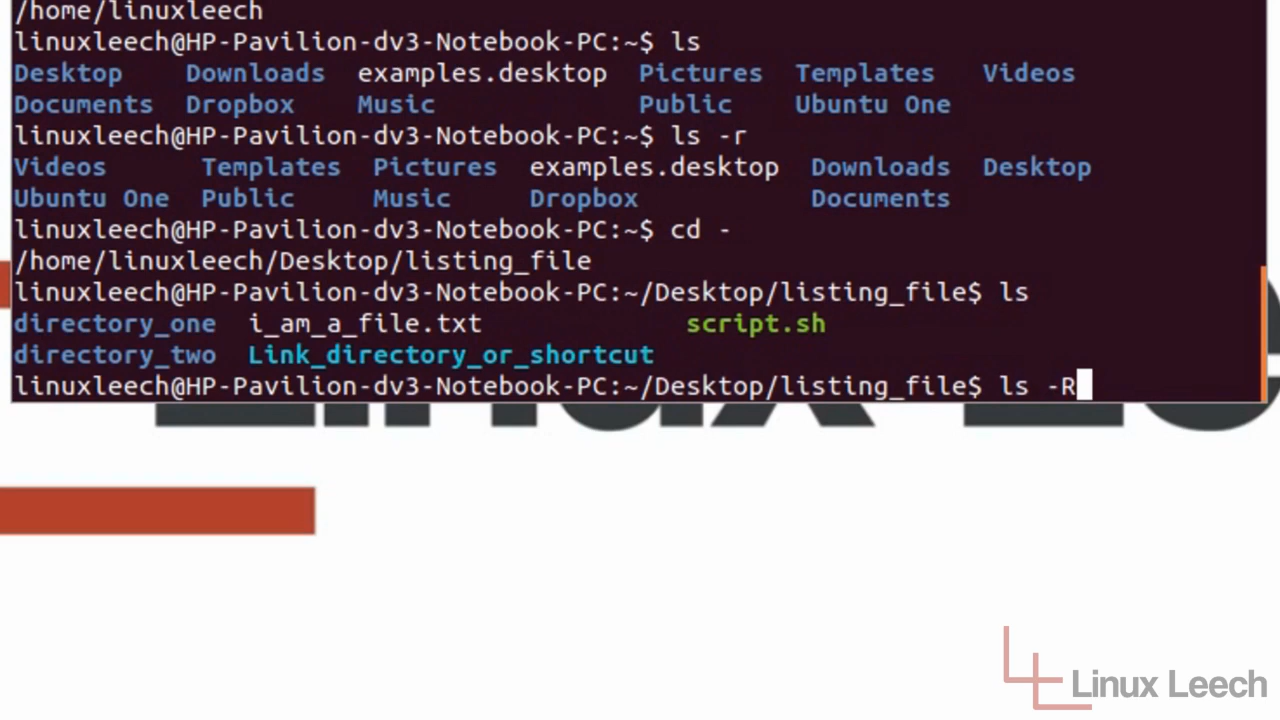 /home/linuxleech
linuxleech@HP-Pavilion-dv3-Notebook-PC:~$ ls
Desktop Downloads examples.desktop Pictures Templates Videos
Documents Dropbox Music Public Ubuntu One
linuxleech@HP-Pavilion-dv3-Notebook-PC:~$ ls -r
Videos Templates Pictures examples.desktop Downloads Desktop
Ubuntu One Public Music Dropbox Documents
linuxleech@HP-Pavilion-dv3-Notebook-PC:~$ cd -
/home/linuxleech/Desktop/listing_file
linuxleech@HP-Pavilion-dv3-Notebook-PC:~/Desktop/listing_file$ ls
directory_one i_am_a_file.txt script.sh
directory_two Link_directory_or_shortcut
linuxleech@HP-Pavilion-dv3-Notebook-PC:~/Desktop/listing_file$ ls -R
Linux Leech